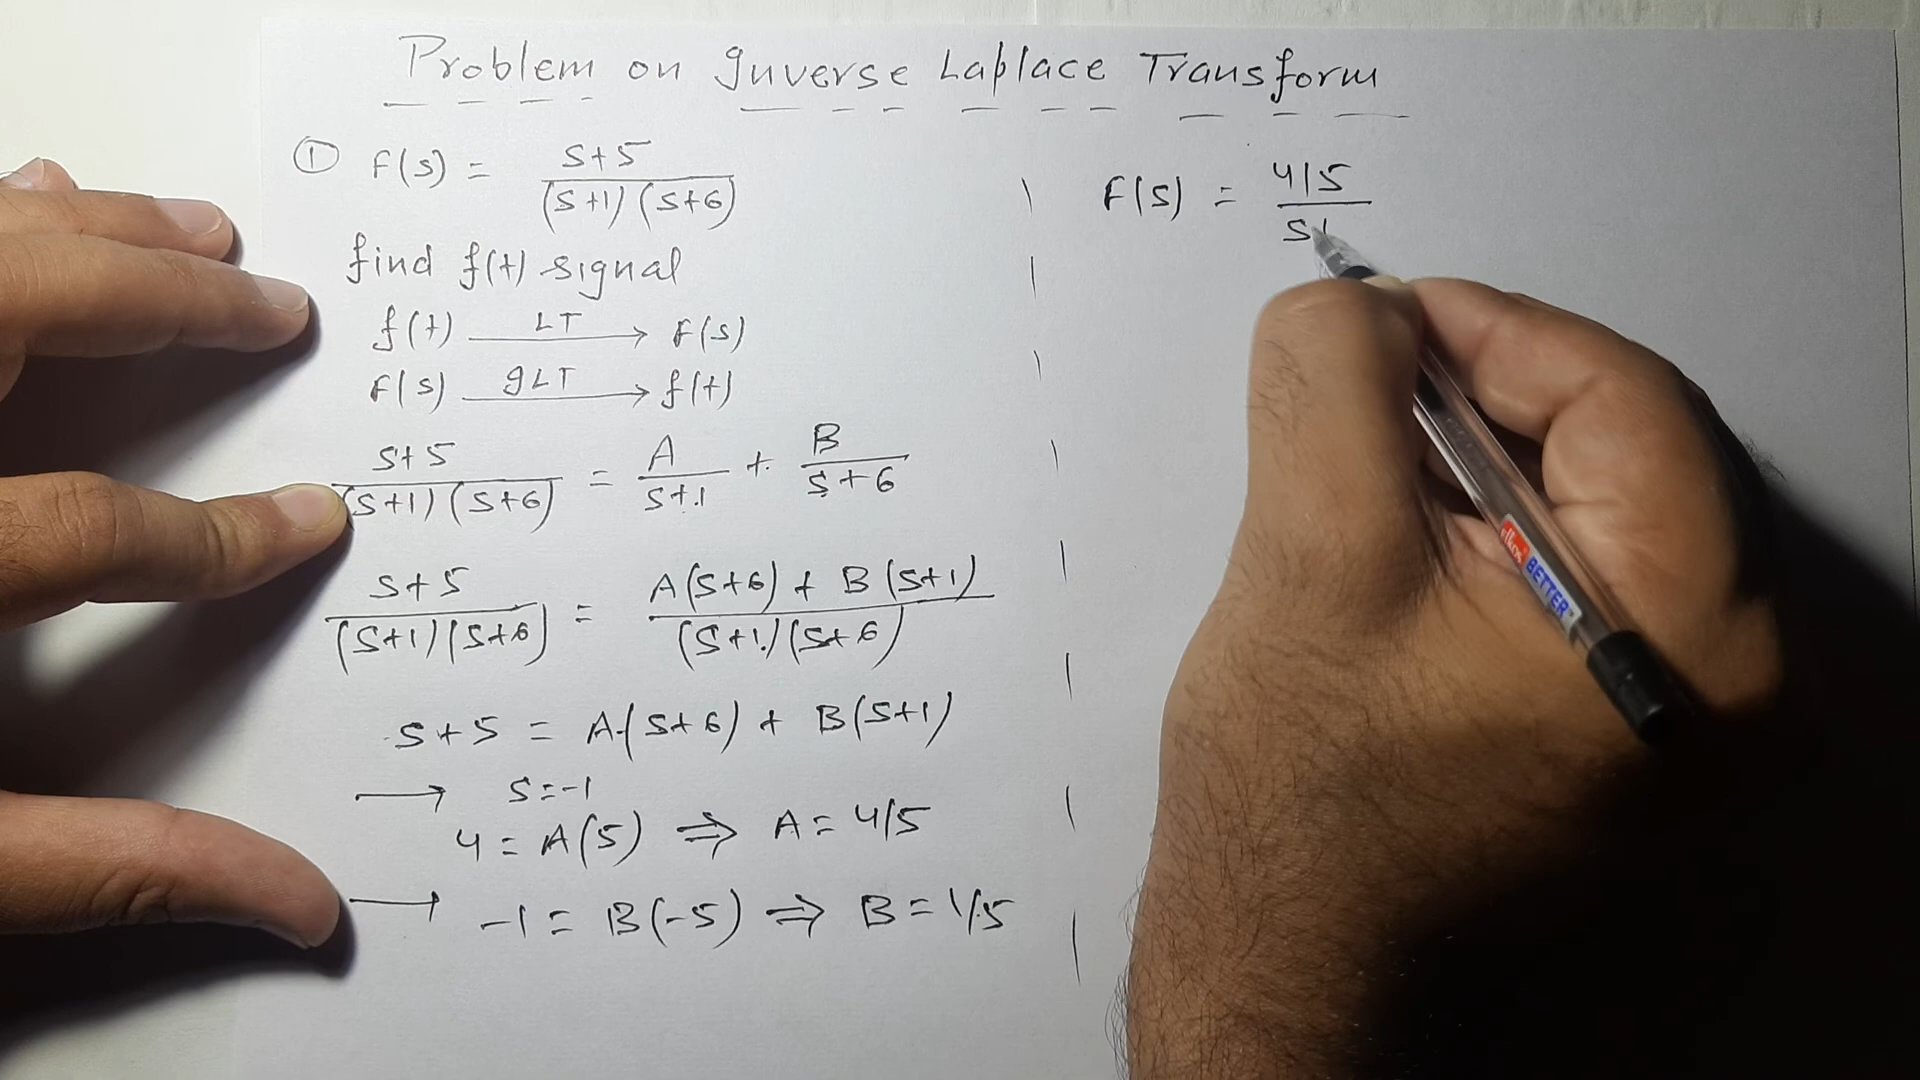 Problem on Inverse Laplace Transform
① F(s) = s+5 / (s+1)(s+6)
find f(t) signal
f(t) LT → F(s)
F(s) ILT → f(t)
s+5 / (s+1)(s+6) = A / s+1 + B / s+6
s+5 / (s+1)(s+6) = A(s+6) + B(s+1) / (s+1)(s+6)
s+5 = A(s+6) + B(s+1)
→ s=-1
4 = A(5) ⇒ A = 4/5
→ -1 = B(-5) ⇒ B = 1/5
F(s) = 4/5 / s+
elkos BETTER